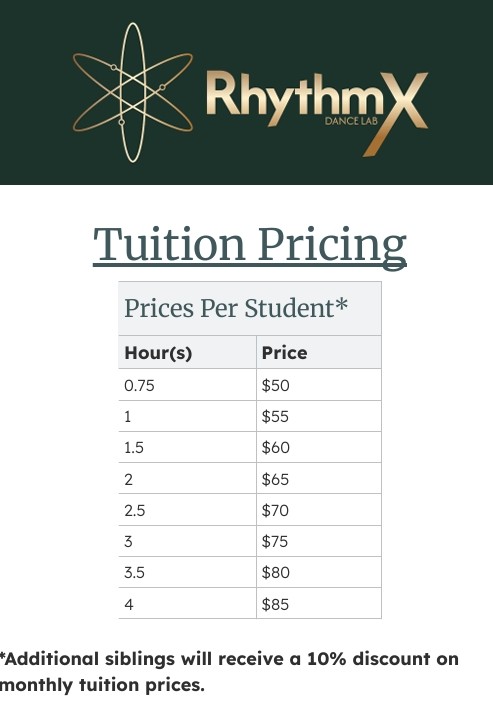 RhythmX
DANCE LAB
Tuition Pricing
Prices Per Student*
Hour(s) Price
0.75 $50
1 $55
1.5 $60
2 $65
2.5 $70
3 $75
3.5 $80
4 $85
*Additional siblings will receive a 10% discount on
monthly tuition prices.